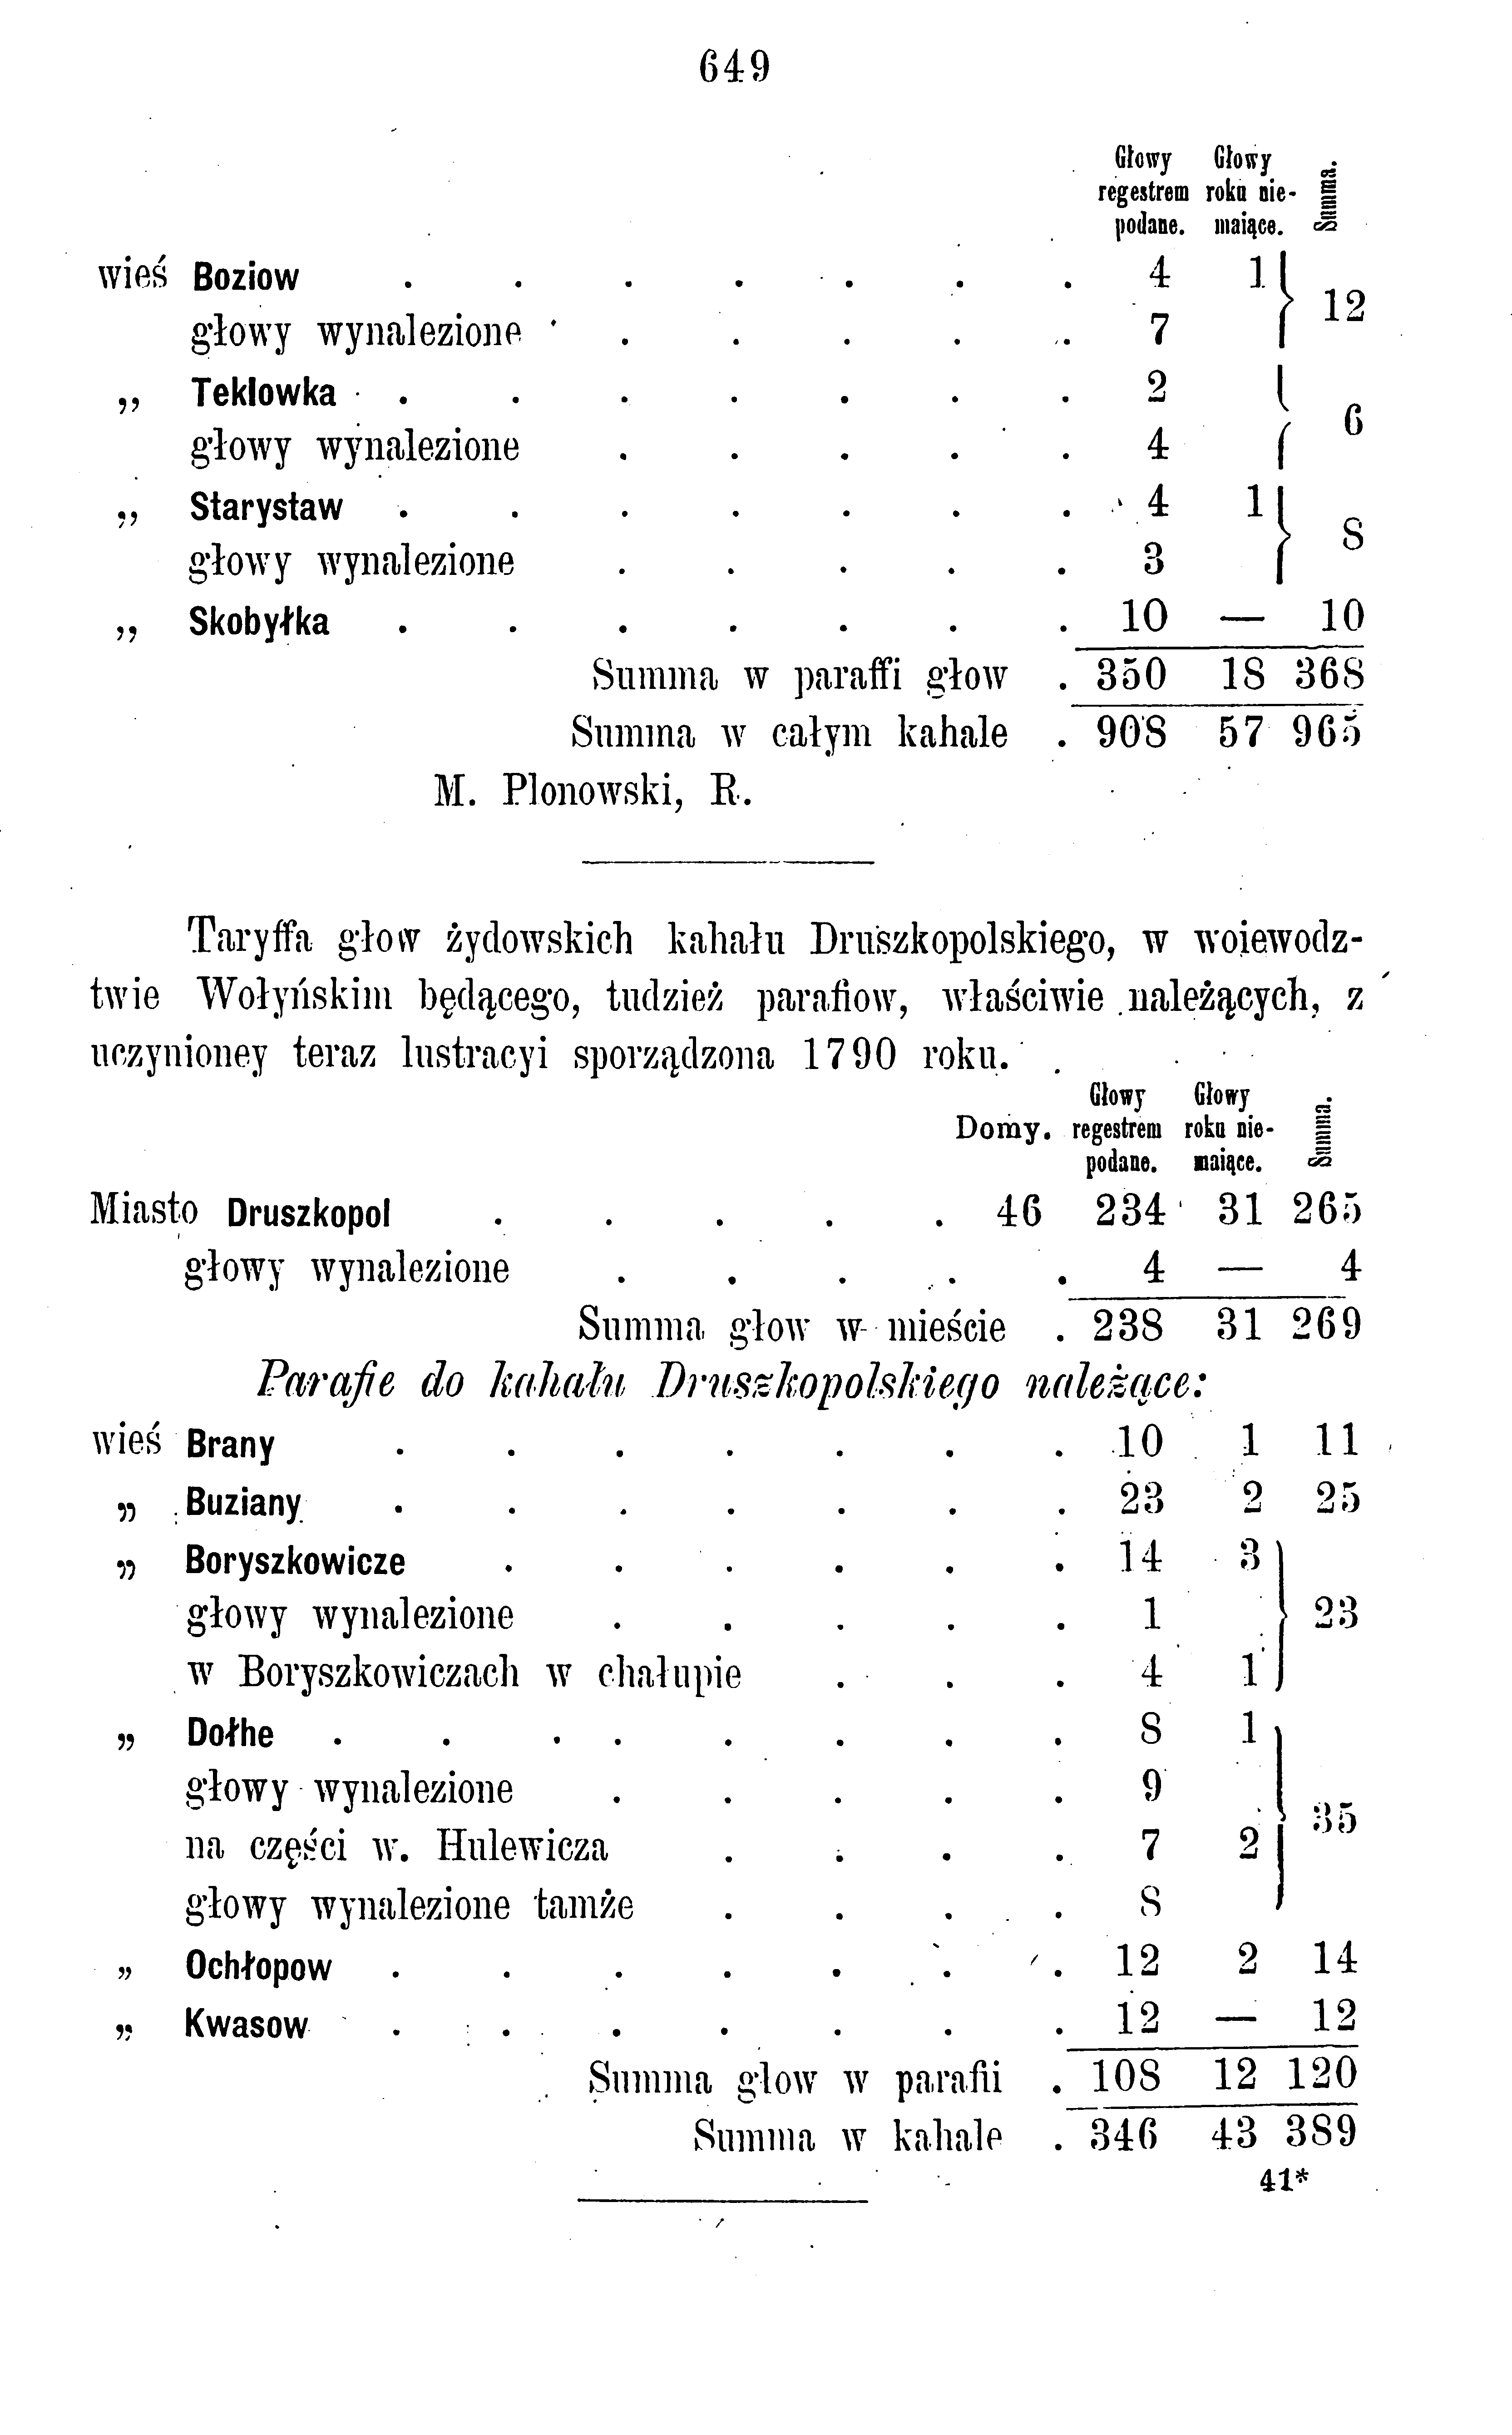 649
Głowy regestrem podane. Głowy roku niemaiące. Summa.
wieś Boziow . . . . . . . 4 1 } 12
głowy wynalezione . . . . . 7
„ Teklowka . . . . . . . 2 } 6
głowy wynalezione . . . . . 4
„ Starystaw . . . . . . . 4 1 } 8
głowy wynalezione . . . . . 3
„ Skobyłka . . . . . . . 10 — 10
Summa w paraffi głow . 350 18 368
Summa w całym kahale . 908 57 965
M. Plonowski, R.
Taryffa głow żydowskich kahału Druszkopolskiego, w woiewodz-
twie Wołyńskim będącego, tudzież parafiow, właściwie należących, z
uczynioney teraz lustracyi sporządzona 1790 roku.
Domy. Głowy regestrem podane. Głowy roku niemaiące. Summa.
Miasto Druszkopol . . . . . 46 234 31 265
głowy wynalezione . . . . . 4 — 4
Summa głow w mieście . 238 31 269
Parafie do kahału Druszkopolskiego należące:
wieś Brany . . . . . . . 10 1 11
„ Buziany . . . . . . . 23 2 25
„ Boryszkowicze . . . . . . 14 3 } 23
głowy wynalezione . . . . . 1
w Boryszkowiczach w chałupie . . . 4 1
„ Dołhe . . . . . . . . 8 1 } 35
głowy wynalezione . . . . . 9
na części w. Hulewicza . . . . 7 2
głowy wynalezione tamże . . . . 8
„ Ochłopow . . . . . . . 12 2 14
„ Kwasow . . . . . . . 12 — 12
Summa glow w parafii . 108 12 120
Summa w kahale . 346 43 389
41*